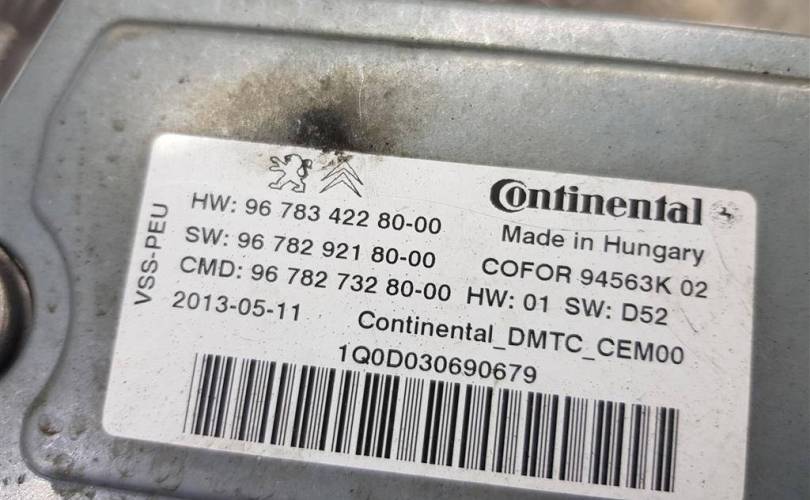 Continental
HW: 96 783 422 80-00
Made in Hungary
SW: 96 782 921 80-00
COFOR 94563K 02
CMD: 96 782 732 80-00 HW: 01 SW: D52
2013-05-11
Continental_DMTC_CEM00
1Q0D030690679
VSS-PEU